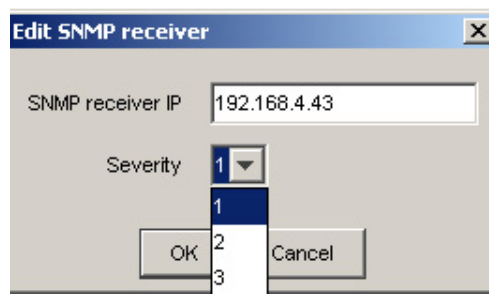 Edit SNMP receiver
SNMP receiver IP 192.168.4.43
Severity 1
1
2
3
OK Cancel